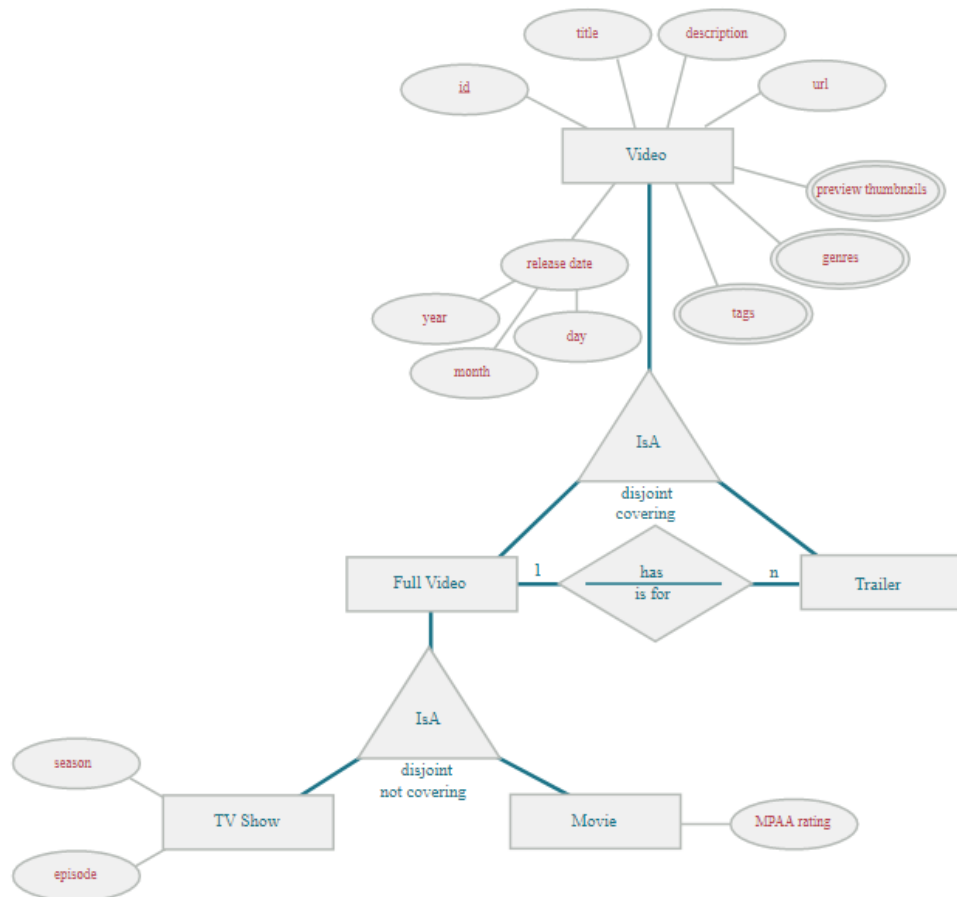 title
description
id
url
Video
preview thumbnails
release date
genres
year
tags
day
month
IsA
disjoint
covering
Full Video
1
has
is for
n
Trailer
IsA
disjoint
not covering
season
TV Show
Movie
MPAA rating
episode